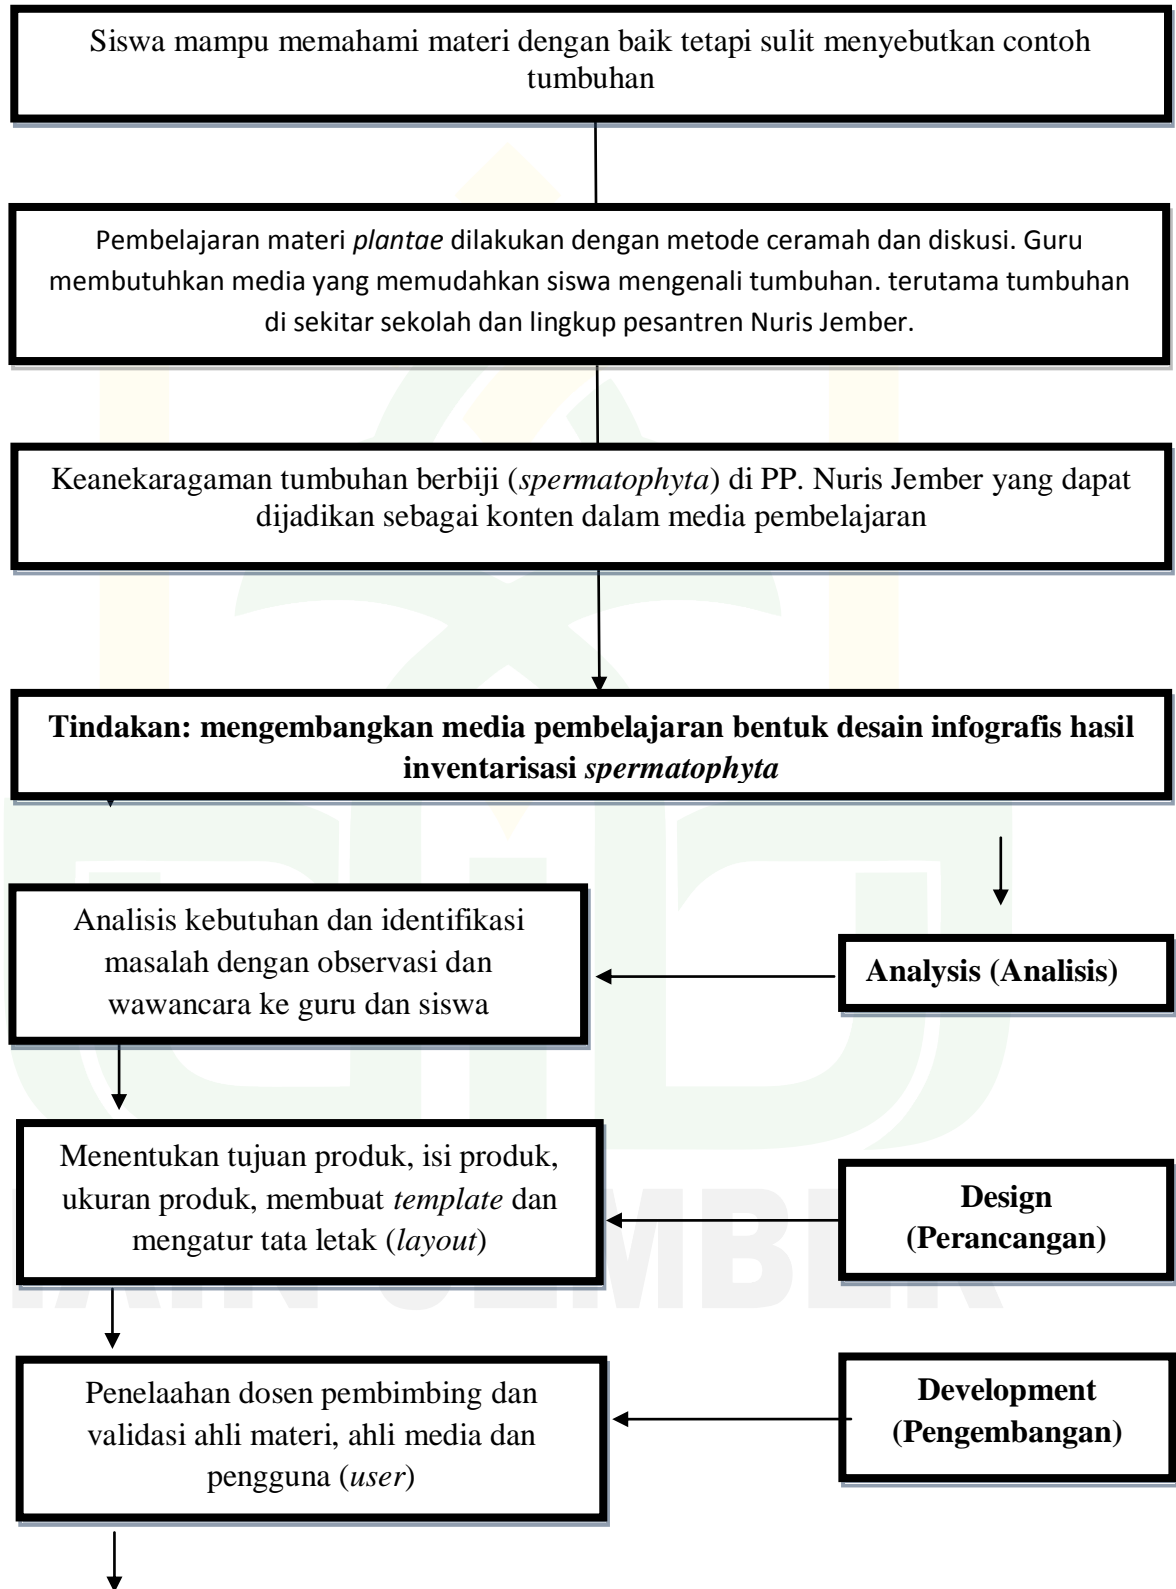 Siswa mampu memahami materi dengan baik tetapi sulit menyebutkan contoh
tumbuhan
Pembelajaran materi plantae dilakukan dengan metode ceramah dan diskusi. Guru
membutuhkan media yang memudahkan siswa mengenali tumbuhan. terutama tumbuhan
di sekitar sekolah dan lingkup pesantren Nuris Jember.
Keanekaragaman tumbuhan berbiji (spermatophyta) di PP. Nuris Jember yang dapat
dijadikan sebagai konten dalam media pembelajaran
Tindakan: mengembangkan media pembelajaran bentuk desain infografis hasil
inventarisasi spermatophyta
Analisis kebutuhan dan identifikasi
masalah dengan observasi dan
wawancara ke guru dan siswa
Analysis (Analisis)
Menentukan tujuan produk, isi produk,
ukuran produk, membuat template dan
mengatur tata letak (layout)
Design
(Perancangan)
IAIN JEMBER
Penelaahan dosen pembimbing dan
validasi ahli materi, ahli media dan
pengguna (user)
Development
(Pengembangan)